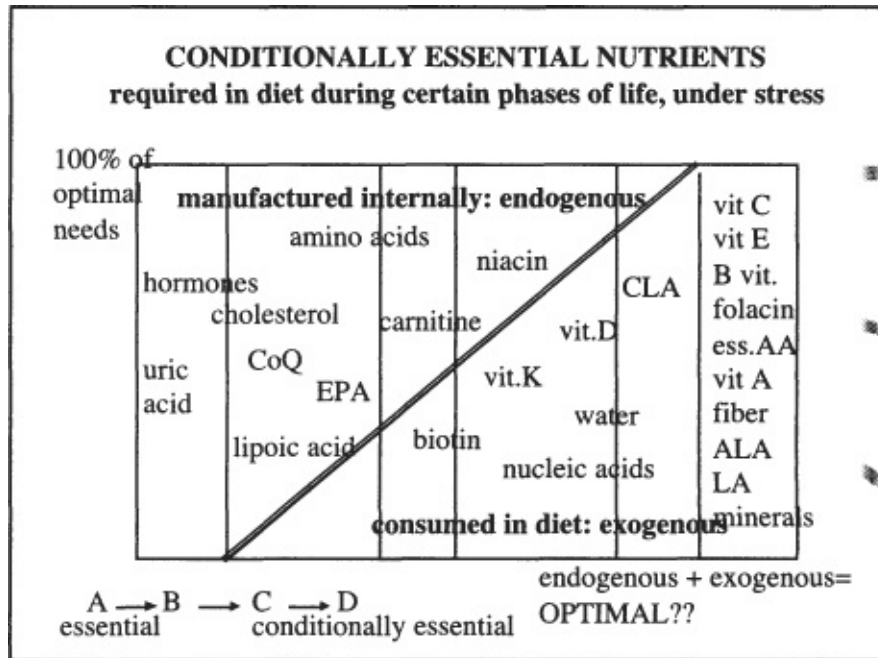 CONDITIONALLY ESSENTIAL NUTRIENTS
required in diet during certain phases of life, under stress
100% of
optimal
needs
manufactured internally: endogenous
amino acids
niacin
hormones
cholesterol
carnitine
CoQ
EPA
uric
acid
lipoic acid
biotin
vit.K
vit.D
CLA
water
nucleic acids
consumed in diet: exogenous
vit C
vit E
B vit.
folacin
ess.AA
vit A
fiber
ALA
LA
minerals
A → B → C → D
essential conditionally essential
endogenous + exogenous=
OPTIMAL??